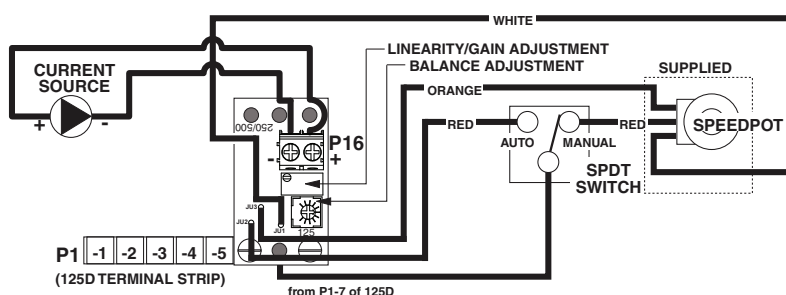 WHITE
LINEARITY/GAIN ADJUSTMENT
BALANCE ADJUSTMENT
CURRENT
SOURCE
+ -
SUPPLIED
ORANGE
250/500
RED
AUTO
MANUAL
RED
SPEEDPOT
P16
- +
SPDT
SWITCH
JU3
JU2
JU1
125
P1 -1 -2 -3 -4 -5
(125D TERMINAL STRIP)
from P1-7 of 125D